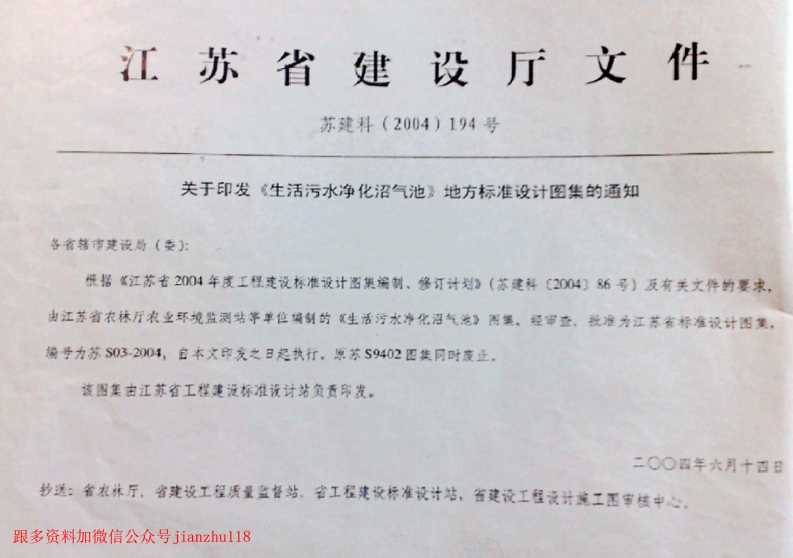 江苏省建设厅文件
苏建科(2004)194号
关于印发《生活污水净化沼气池》地方标准设计图集的通知
各省辖市建设局(委):
根据《江苏省2004年度工程建设标准设计图集编制、修订计划》(苏建科〔2004〕86号)及有关文件的要求,
由江苏省农林厅农业环境监测站等单位编制的《生活污水净化沼气池》图集,经审查,批准为江苏省标准设计图集,
编号为苏S03-2004,自本文印发之日起执行。原苏S9402图集同时废止。
该图集由江苏省工程建设标准设计站负责印发。
二〇〇四年六月十四日
抄送:省农林厅,省建设工程质量监督站,省工程建设标准设计站,省建设工程设计施工图审核中心。
跟多资料加微信公众号jianzhu118